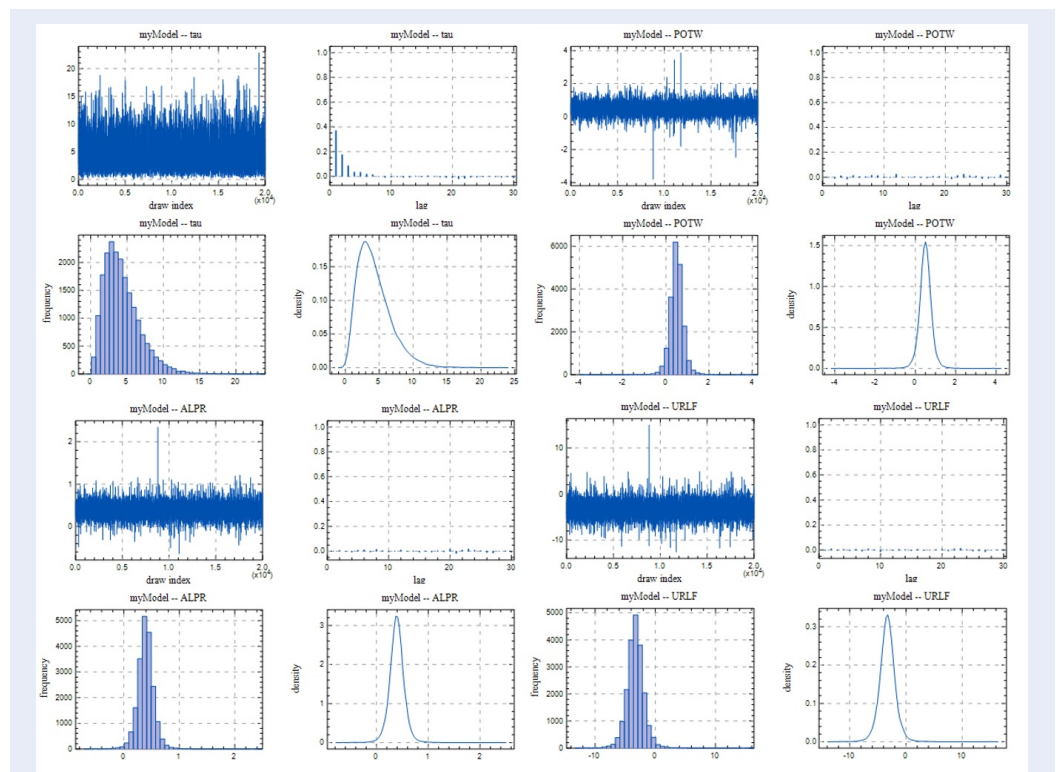 myModel -- tau
myModel -- tau
myModel -- POTW
myModel -- POTW
20
15
10
5
0
0.0 0.5 1.0 1.5 2.0
draw index (x10⁴)
1.0
0.8
0.6
0.4
0.2
0.0
0 10 20 30
lag
4
2
0
-2
-4
0.0 0.5 1.0 1.5 2.0
draw index (x10⁴)
1.0
0.8
0.6
0.4
0.2
0.0
0 10 20 30
lag
myModel -- tau
myModel -- tau
myModel -- POTW
myModel -- POTW
frequency
2000
1500
1000
500
0
0 5 10 15 20
density
0.15
0.10
0.05
0.00
0 5 10 15 20 25
frequency
6000
4000
2000
0
-4 -2 0 2 4
density
1.5
1.0
0.5
0.0
-4 -2 0 2 4
myModel -- ALPR
myModel -- ALPR
myModel -- URLF
myModel -- URLF
2
1
0
0.0 0.5 1.0 1.5 2.0
draw index (x10⁴)
1.0
0.8
0.6
0.4
0.2
0.0
0 10 20 30
lag
10
0
-10
0.0 0.5 1.0 1.5 2.0
draw index (x10⁴)
1.0
0.8
0.6
0.4
0.2
0.0
0 10 20 30
lag
myModel -- ALPR
myModel -- ALPR
myModel -- URLF
myModel -- URLF
frequency
5000
4000
3000
2000
1000
0
0 1 2
density
3
2
1
0
0 1 2
frequency
5000
4000
3000
2000
1000
0
-10 0 10
density
0.3
0.2
0.1
0.0
-10 0 10